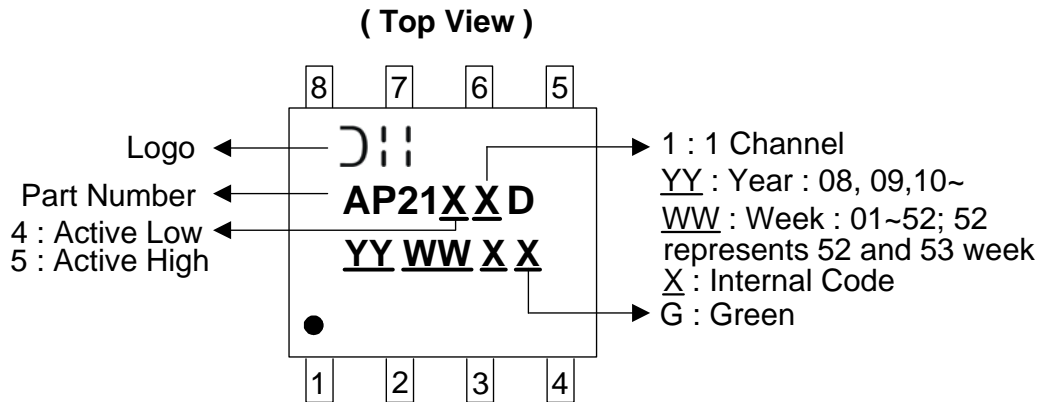 ( Top View )
8 7 6 5
Logo
Part Number
4 : Active Low
5 : Active High
AP21X X D
YY WW X X
1 : 1 Channel
YY : Year : 08, 09,10~
WW : Week : 01~52; 52
represents 52 and 53 week
X : Internal Code
G : Green
1 2 3 4